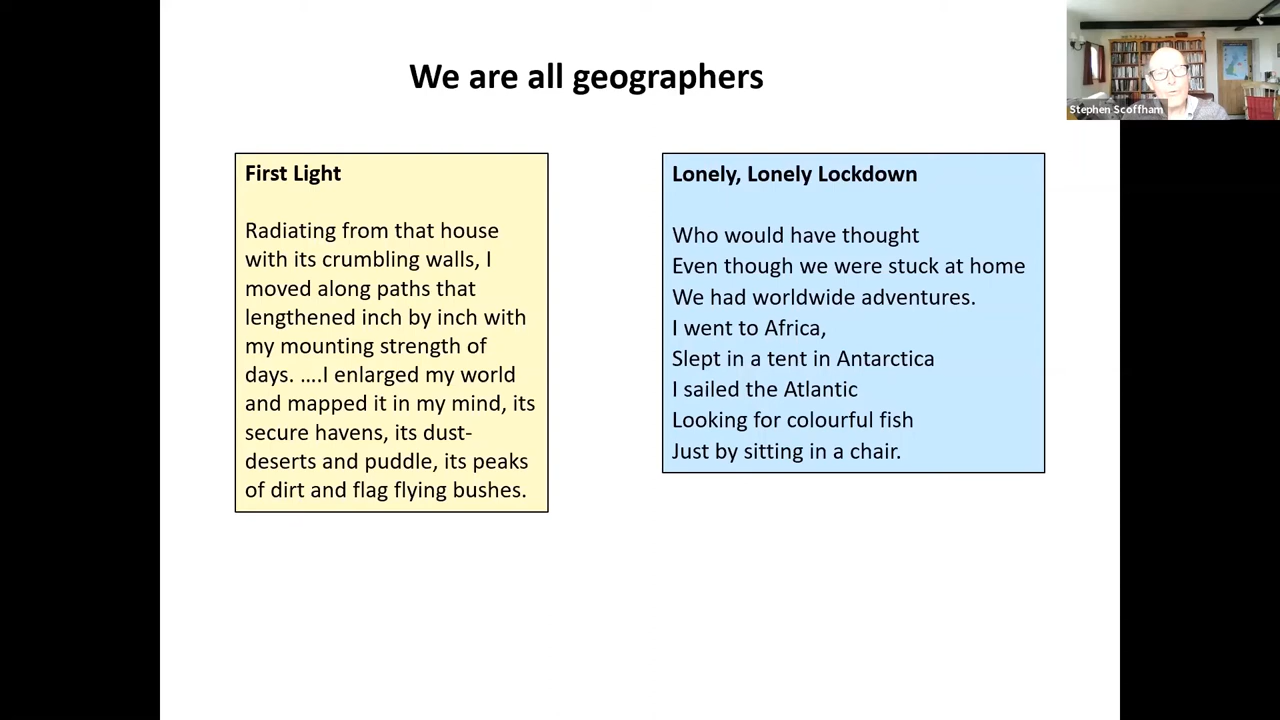 We are all geographers
Stephen Scoffham
First Light
Radiating from that house
with its crumbling walls, I
moved along paths that
lengthened inch by inch with
my mounting strength of
days. ....I enlarged my world
and mapped it in my mind, its
secure havens, its dust-
deserts and puddle, its peaks
of dirt and flag flying bushes.
Lonely, Lonely Lockdown
Who would have thought
Even though we were stuck at home
We had worldwide adventures.
I went to Africa,
Slept in a tent in Antarctica
I sailed the Atlantic
Looking for colourful fish
Just by sitting in a chair.